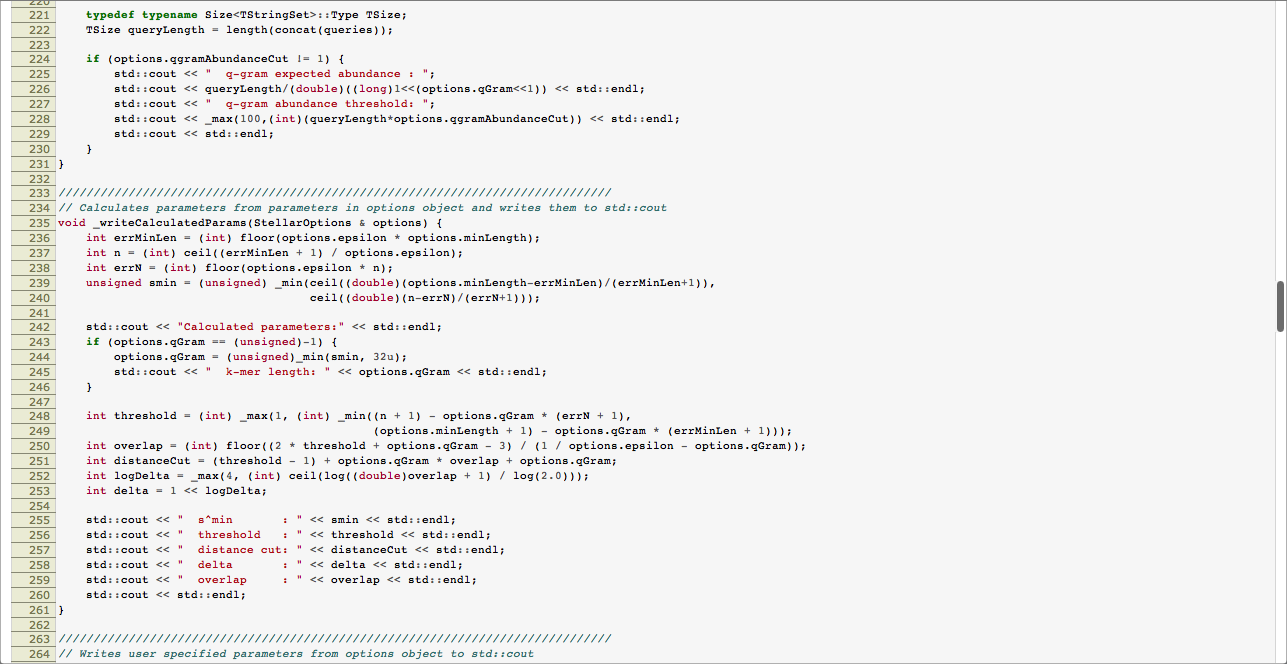 220
221 typedef typename Size<TStringSet>::Type TSize;
222 TSize queryLength = length(concat(queries));
223
224 if (options.qgramAbundanceCut != 1) {
225 std::cout << "  q-gram expected abundance : ";
226 std::cout << queryLength/(double)((long)1<<(options.qGram<<1)) << std::endl;
227 std::cout << "  q-gram abundance threshold: ";
228 std::cout << _max(100,(int)(queryLength*options.qgramAbundanceCut)) << std::endl;
229 std::cout << std::endl;
230 }
231 }
232
233 ///////////////////////////////////////////////////////////////////////////////
234 // Calculates parameters from parameters in options object and writes them to std::cout
235 void _writeCalculatedParams(StellarOptions & options) {
236 int errMinLen = (int) floor(options.epsilon * options.minLength);
237 int n = (int) ceil((errMinLen + 1) / options.epsilon);
238 int errN = (int) floor(options.epsilon * n);
239 unsigned smin = (unsigned) _min(ceil((double)(options.minLength-errMinLen)/(errMinLen+1)),
240 ceil((double)(n-errN)/(errN+1)));
241
242 std::cout << "Calculated parameters:" << std::endl;
243 if (options.qGram == (unsigned)-1) {
244 options.qGram = (unsigned)_min(smin, 32u);
245 std::cout << "  k-mer length: " << options.qGram << std::endl;
246 }
247
248 int threshold = (int) _max(1, (int) _min((n + 1) - options.qGram * (errN + 1),
249 (options.minLength + 1) - options.qGram * (errMinLen + 1)));
250 int overlap = (int) floor((2 * threshold + options.qGram - 3) / (1 / options.epsilon - options.qGram));
251 int distanceCut = (threshold - 1) + options.qGram * overlap + options.qGram;
252 int logDelta = _max(4, (int) ceil(log((double)overlap + 1) / log(2.0)));
253 int delta = 1 << logDelta;
254
255 std::cout << "  s^min       : " << smin << std::endl;
256 std::cout << "  threshold   : " << threshold << std::endl;
257 std::cout << "  distance cut: " << distanceCut << std::endl;
258 std::cout << "  delta       : " << delta << std::endl;
259 std::cout << "  overlap     : " << overlap << std::endl;
260 std::cout << std::endl;
261 }
262
263 ///////////////////////////////////////////////////////////////////////////////
264 // Writes user specified parameters from options object to std::cout